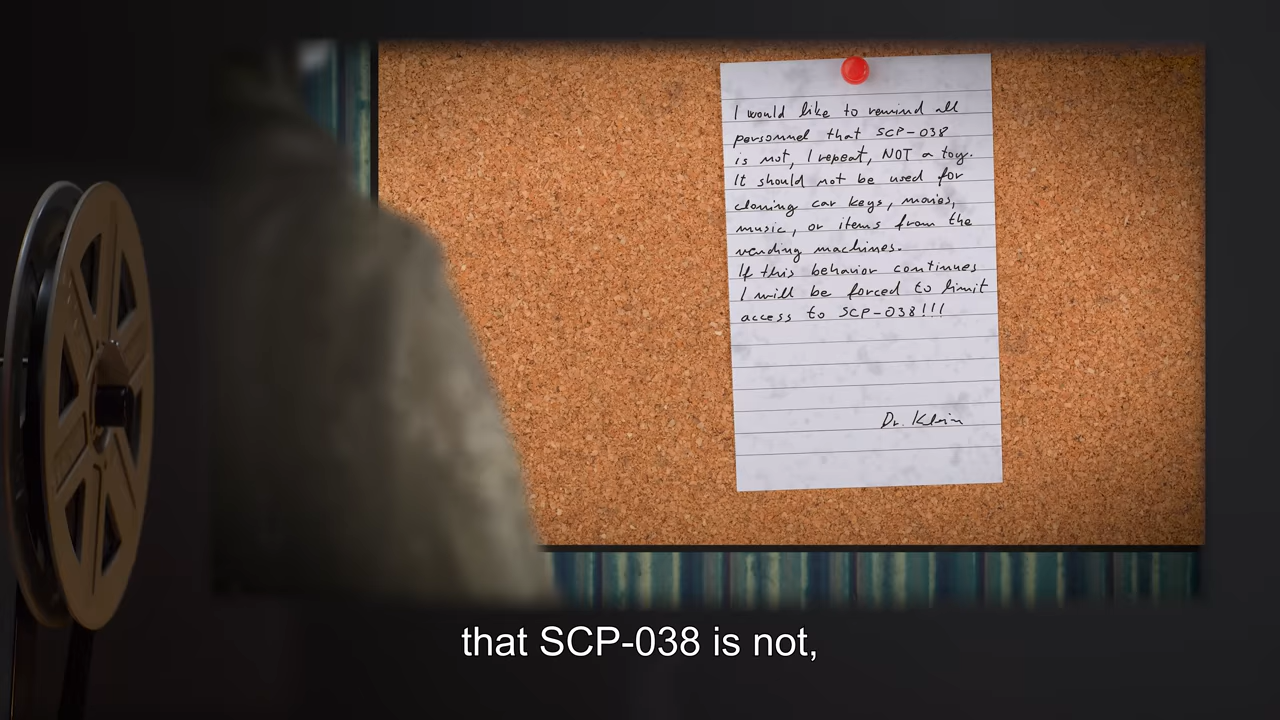 I would like to remind all
personnel that SCP-038
is not, I repeat, NOT a toy.
It should not be used for
cloning car keys, movies,
music, or items from the
vending machines.
If this behavior continues
I will be forced to limit
access to SCP-038!!!
Dr. Klein
that SCP-038 is not,